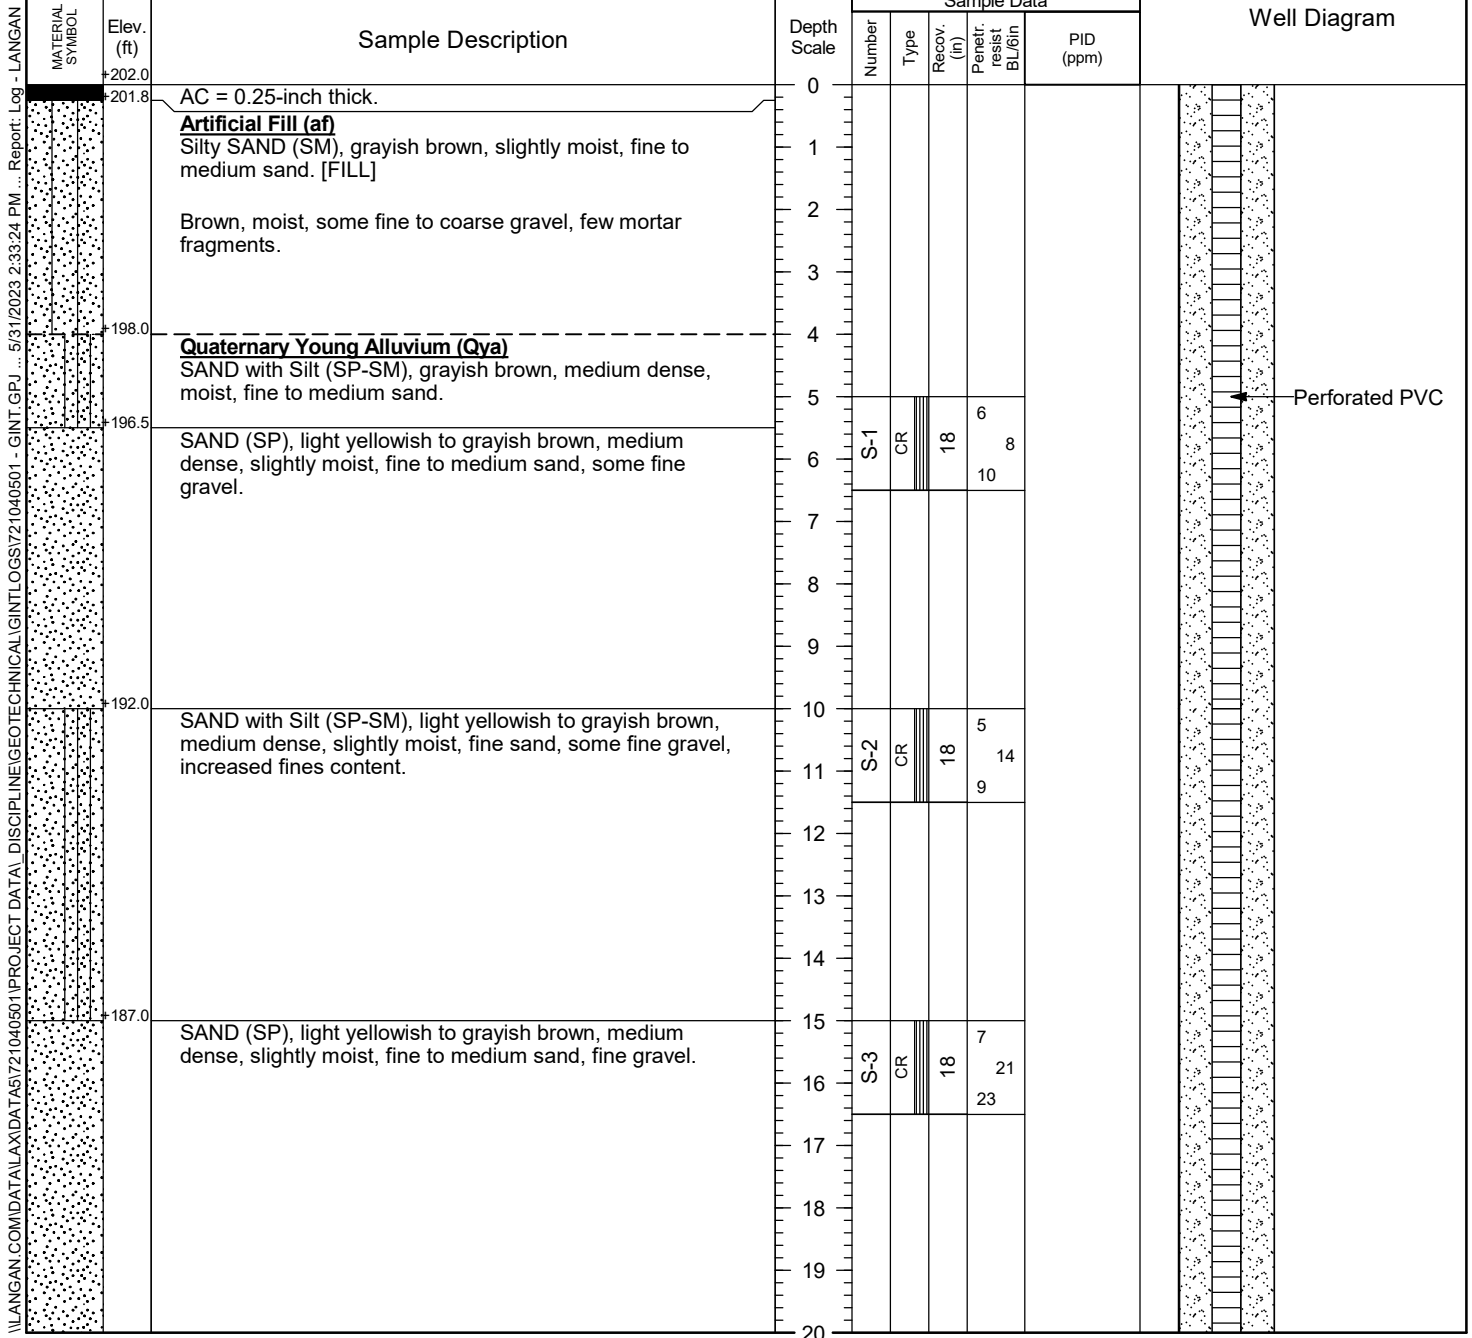 \\LANGAN.COM\DATA\LAX\DATA5\721040501\PROJECT DATA\_DISCIPLINE\GEOTECHNICAL\GINTLOGS\721040501 - GINT.GPJ ... 5/31/2023 2:33:24 PM ... Report: Log - LANGAN
MATERIAL
SYMBOL
Elev.
(ft)
Sample Description
Depth
Scale
Sample Data
Number
Type
Recov.
(in)
Penetr.
resist
BL/6in
PID
(ppm)
Well Diagram
+202.0
0
+201.8
AC = 0.25-inch thick.
Artificial Fill (af)
Silty SAND (SM), grayish brown, slightly moist, fine to
medium sand. [FILL]
1
2
Brown, moist, some fine to coarse gravel, few mortar
fragments.
3
+198.0
4
Quaternary Young Alluvium (Qya)
SAND with Silt (SP-SM), grayish brown, medium dense,
moist, fine to medium sand.
5
Perforated PVC
+196.5
SAND (SP), light yellowish to grayish brown, medium
dense, slightly moist, fine to medium sand, some fine
gravel.
S-1
CR
18
6
8
10
6
7
8
9
+192.0
10
SAND with Silt (SP-SM), light yellowish to grayish brown,
medium dense, slightly moist, fine sand, some fine gravel,
increased fines content.
S-2
CR
18
5
14
9
11
12
13
14
+187.0
15
SAND (SP), light yellowish to grayish brown, medium
dense, slightly moist, fine to medium sand, fine gravel.
S-3
CR
18
7
21
23
16
17
18
19
20